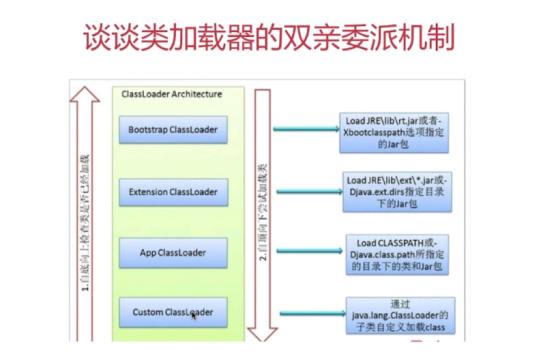 谈谈类加载器的双亲委派机制
ClassLoader Architecture
1.自底向上检查类是否已经加载
2.自顶向下尝试加载类
Bootstrap ClassLoader
Load JRE\lib\rt.jar或者-
Xbootclasspath选项指定
的Jar包
Extension ClassLoader
Load JRE\lib\ext\*.jar或-
Djava.ext.dirs指定目录
下的Jar包
App ClassLoader
Load CLASSPATH或-
Djava.class.path所指定
的目录下的类和Jar包
Custom ClassLoader
通过
java.lang.ClassLoader的
子类自定义加载class